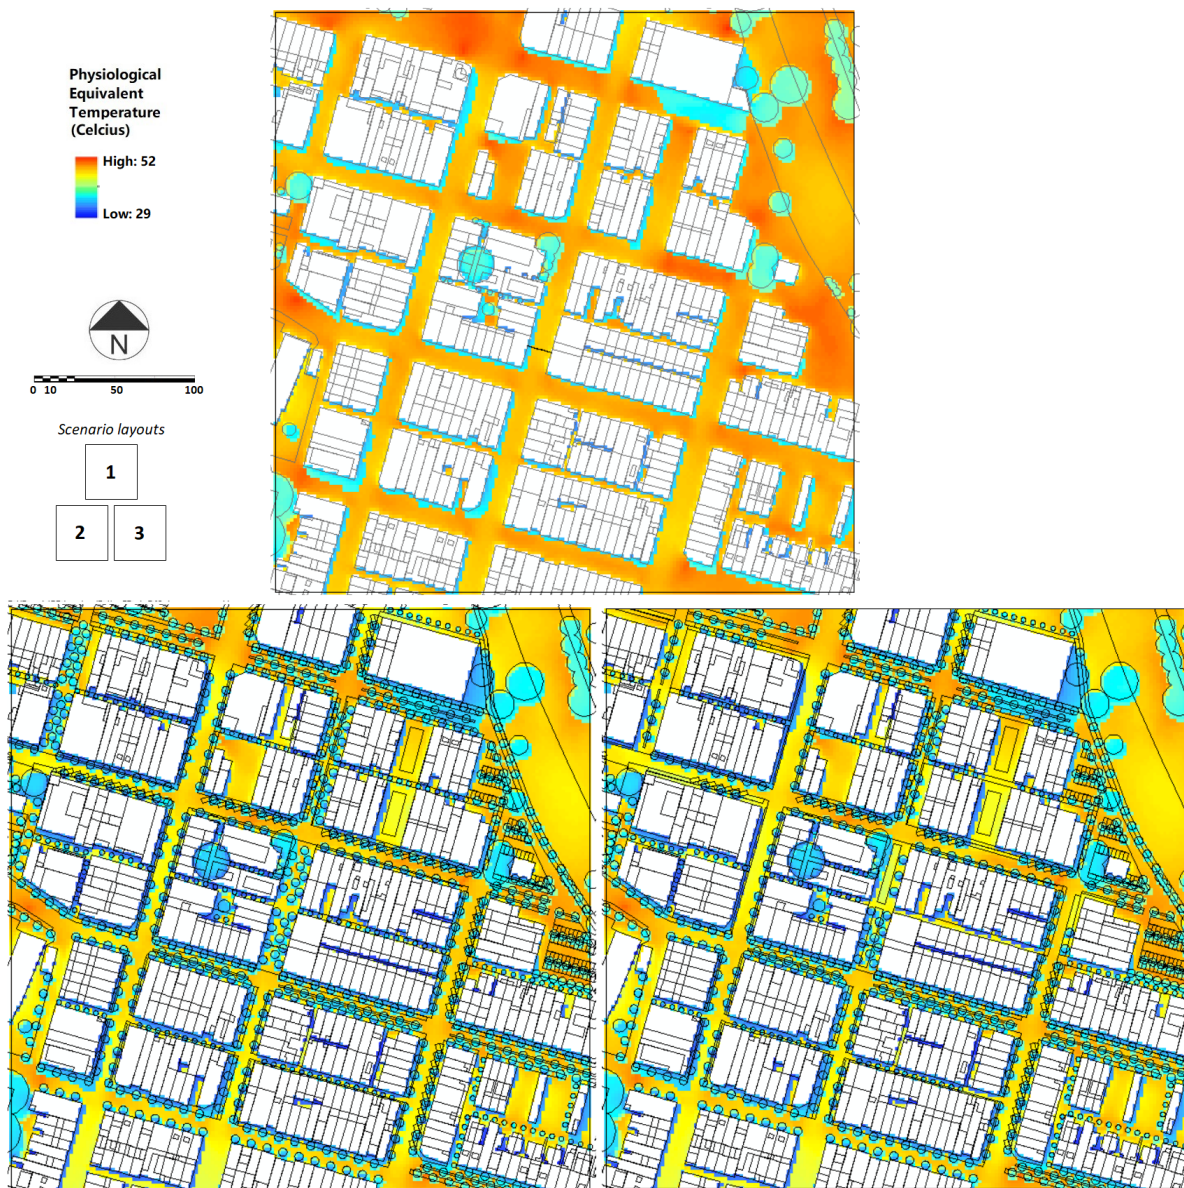 Physiological
Equivalent
Temperature
(Celcius)
High: 52
Low: 29
N
0 10 50 100
Scenario layouts
1
2 3